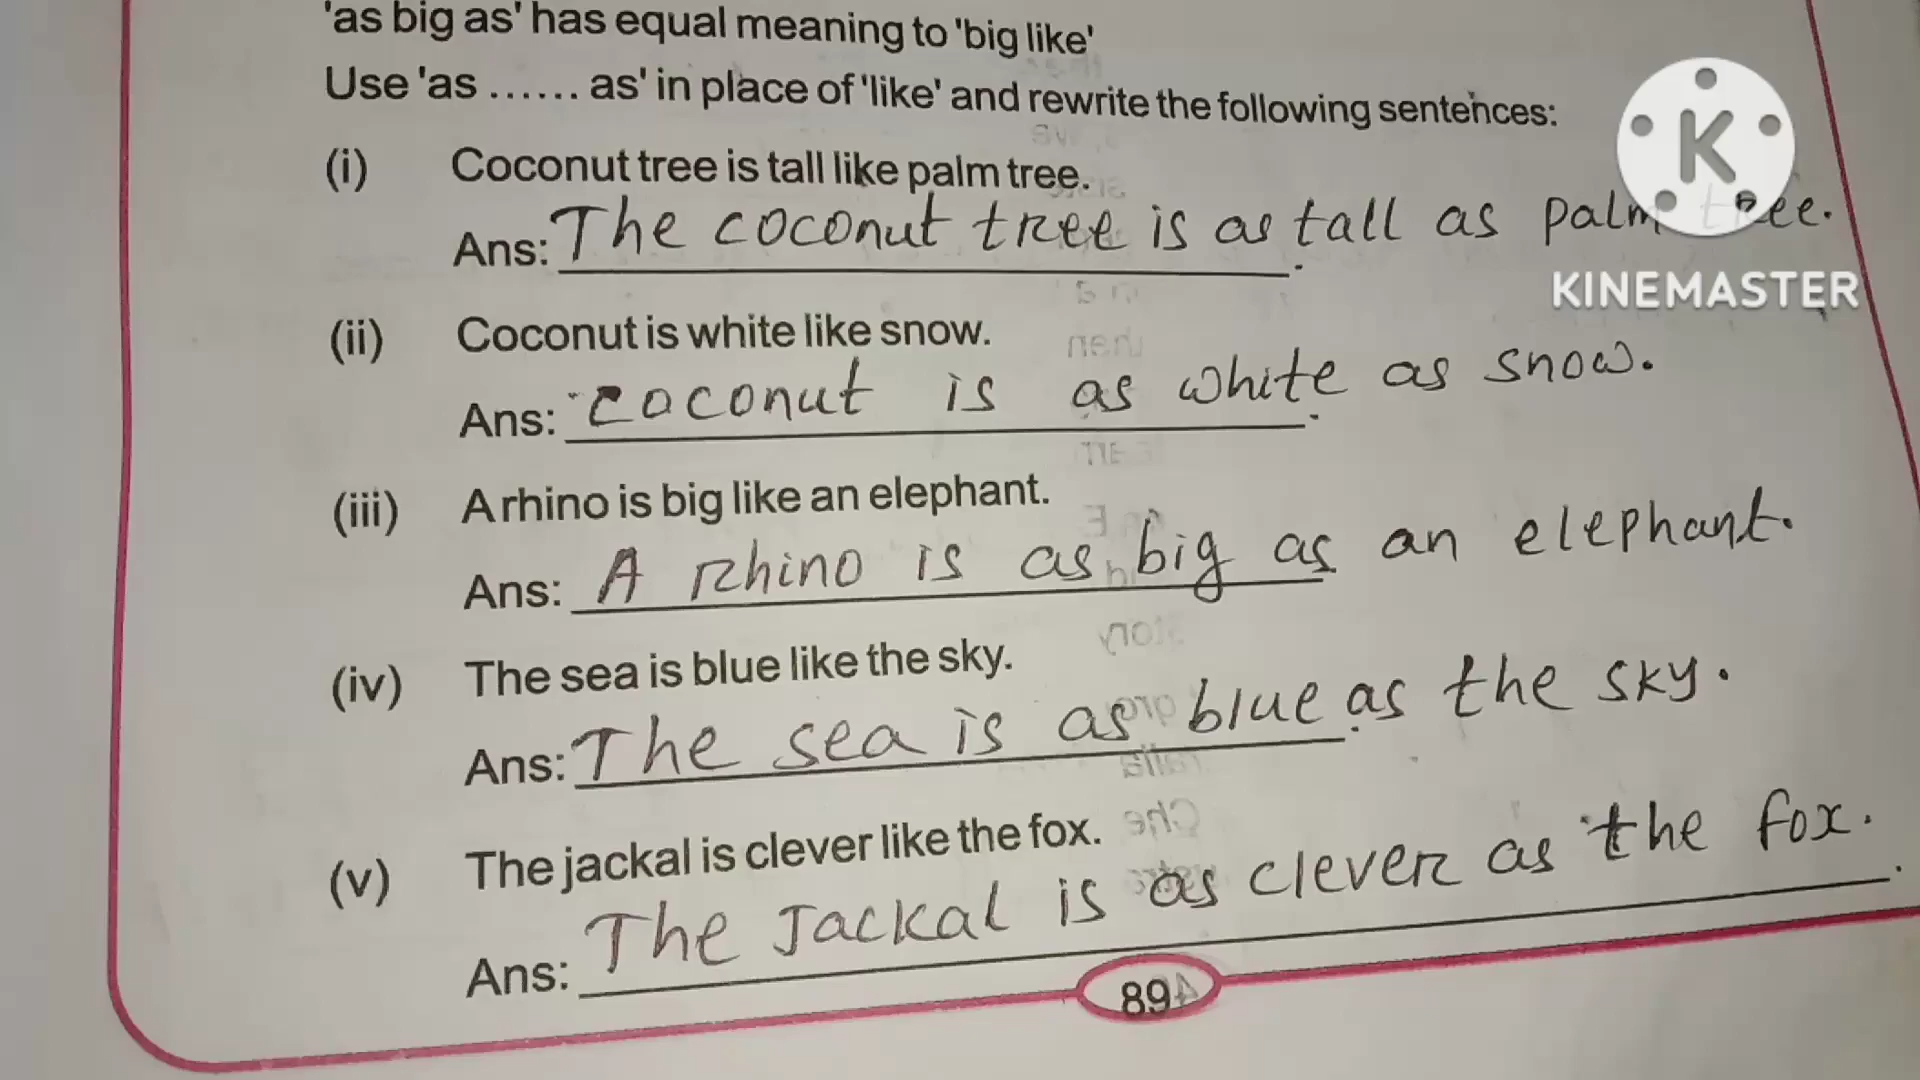 'as big as' has equal meaning to 'big like'
Use 'as ...... as' in place of 'like' and rewrite the following sentences:
(i) Coconut tree is tall like palm tree.
Ans: The coconut tree is as tall as palm tree.
K
KINEMASTER
(ii) Coconut is white like snow.
Ans: Coconut is as white as snow.
(iii) A rhino is big like an elephant.
Ans: A rhino is as big as an elephant.
(iv) The sea is blue like the sky.
Ans: The sea is as blue as the sky.
(v) The jackal is clever like the fox.
Ans: The Jackal is as clever as the fox.
89